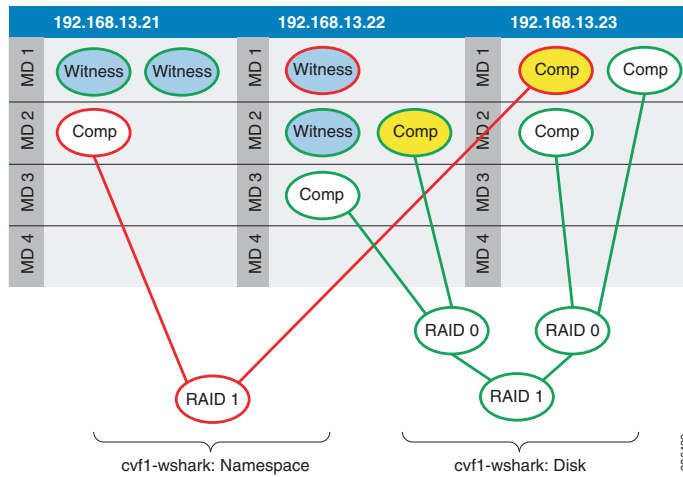 192.168.13.21 192.168.13.22 192.168.13.23
MD 1 Witness Witness MD 1 Witness MD 1 Comp Comp
MD 2 Comp MD 2 Witness Comp MD 2 Comp
MD 3 MD 3 Comp MD 3
MD 4 MD 4 MD 4
RAID 0 RAID 0
RAID 1 RAID 1
cvf1-wshark: Namespace cvf1-wshark: Disk